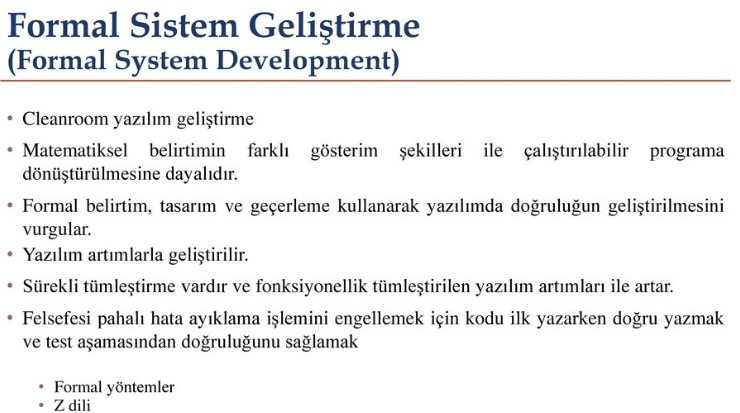 Formal Sistem Geliştirme
(Formal System Development)
• Cleanroom yazılım geliştirme
• Matematiksel belirtimin farklı gösterim şekilleri ile çalıştırılabilir programa
dönüştürülmesine dayalıdır.
• Formal belirtim, tasarım ve geçerleme kullanarak yazılımda doğruluğun geliştirilmesini
vurgular.
• Yazılım artımlarla geliştirilir.
• Sürekli tümleştirme vardır ve fonksiyonellik tümleştirilen yazılım artımları ile artar.
• Felsefesi pahalı hata ayıklama işlemini engellemek için kodu ilk yazarken doğru yazmak
ve test aşamasından doğruluğunu sağlamak
• Formal yöntemler
• Z dili